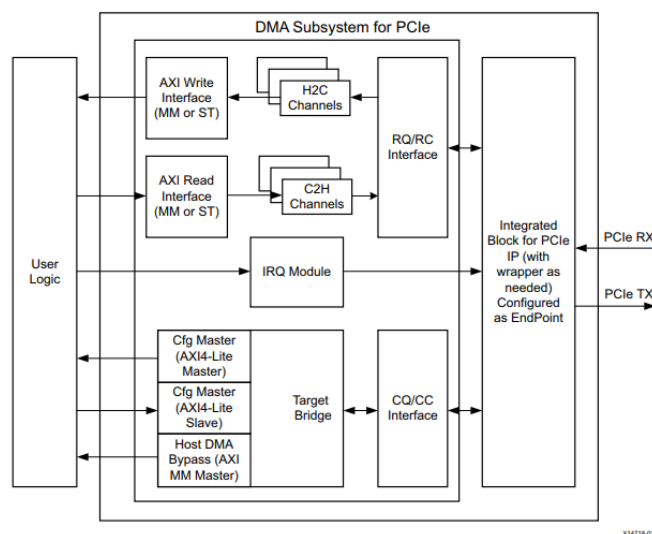 DMA Subsystem for PCIe
AXI Write
Interface
(MM or ST)
H2C
Channels
RQ/RC
Interface
AXI Read
Interface
(MM or ST)
C2H
Channels
User
Logic
IRQ Module
Integrated
Block for PCIe
IP (with
wrapper as
needed)
Configured
as EndPoint
PCIe RX
PCIe TX
Cfg Master
(AXI4-Lite
Master)
Cfg Master
(AXI4-Lite
Slave)
Host DMA
Bypass (AXI
MM Master)
Target
Bridge
CQ/CC
Interface